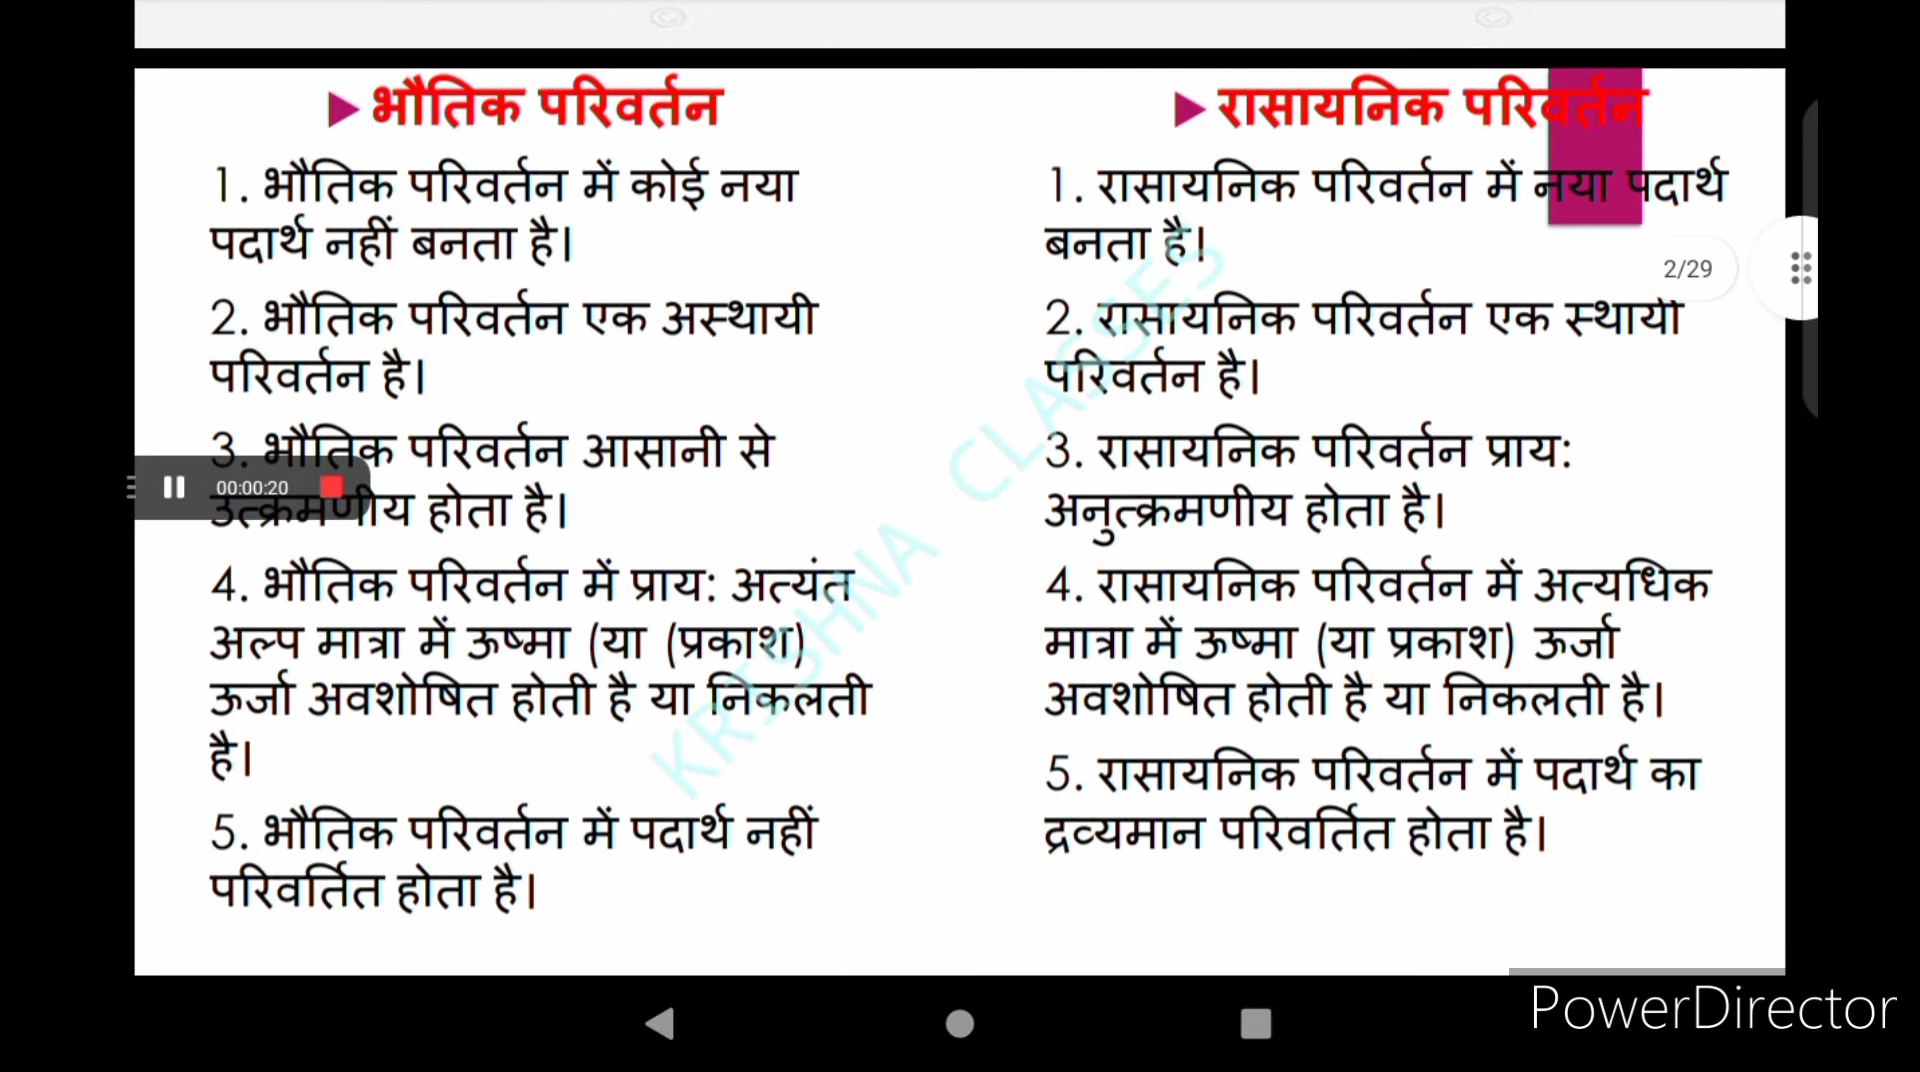 भौतिक परिवर्तन
1. भौतिक परिवर्तन में कोई नया
पदार्थ नहीं बनता है।
2. भौतिक परिवर्तन एक अस्थायी
परिवर्तन है।
3. भौतिक परिवर्तन आसानी से
उत्क्रमणीय होता है।
4. भौतिक परिवर्तन में प्राय: अत्यंत
अल्प मात्रा में ऊष्मा (या (प्रकाश)
ऊर्जा अवशोषित होती है या निकलती
है।
5. भौतिक परिवर्तन में पदार्थ नहीं
परिवर्तित होता है।
रासायनिक परिवर्तन
1. रासायनिक परिवर्तन में नया पदार्थ
बनता है।
2. रासायनिक परिवर्तन एक स्थायी
परिवर्तन है।
3. रासायनिक परिवर्तन प्राय:
अनुत्क्रमणीय होता है।
4. रासायनिक परिवर्तन में अत्यधिक
मात्रा में ऊष्मा (या प्रकाश) ऊर्जा
अवशोषित होती है या निकलती है।
5. रासायनिक परिवर्तन में पदार्थ का
द्रव्यमान परिवर्तित होता है।
2/29
00:00:20
KRISHNA CLASSES
PowerDirector